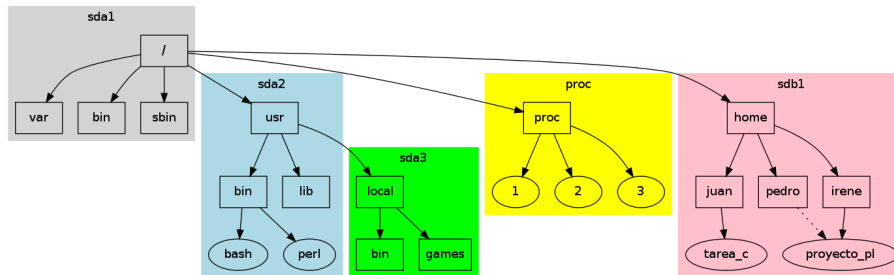 sda1
/
var
bin
sbin
sda2
usr
bin
lib
bash
perl
sda3
local
bin
games
proc
proc
1
2
3
sdb1
home
juan
pedro
irene
tarea_c
proyecto_pl